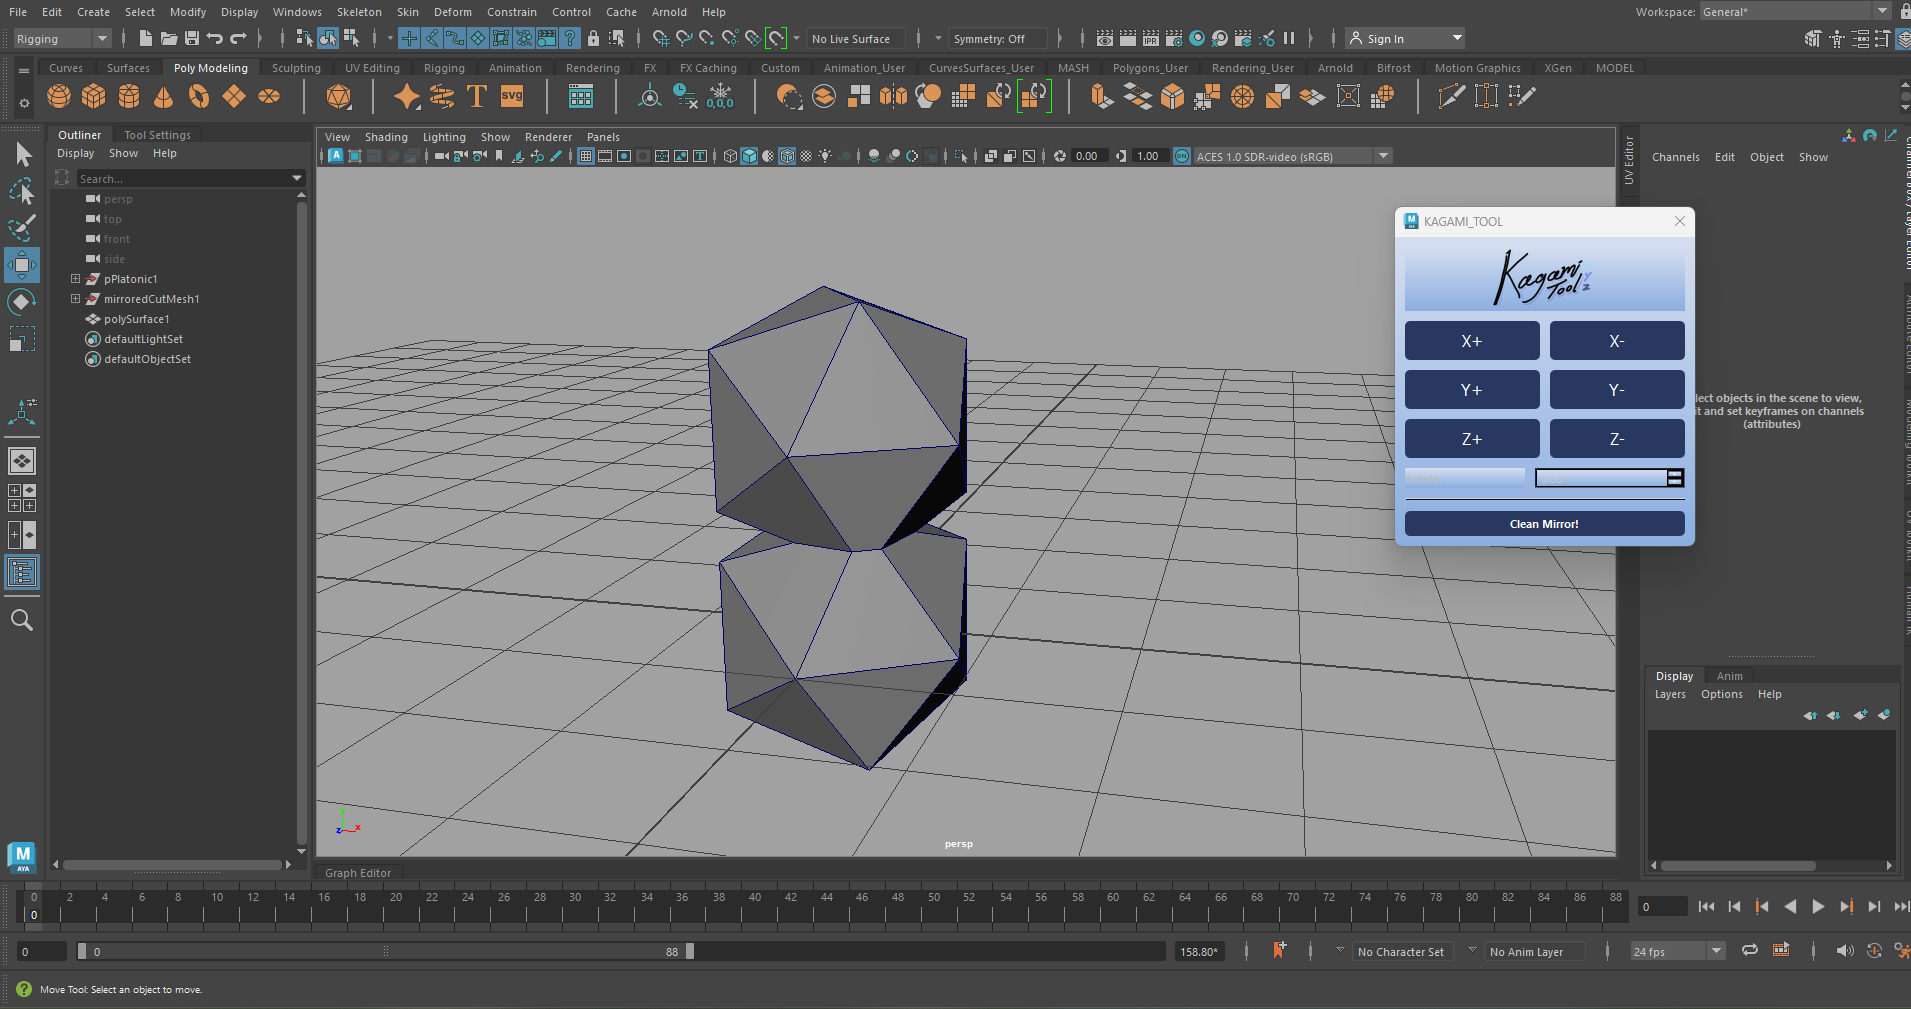 File Edit Create Select Modify Display Windows Skeleton Skin Deform Constrain Control Cache Arnold Help
Workspace: General*
Rigging
No Live Surface
Symmetry: Off
Sign In
Curves Surfaces Poly Modeling Sculpting UV Editing Rigging Animation Rendering FX FX Caching Custom Animation_User CurvesSurfaces_User MASH Polygons_User Rendering_User Arnold Bifrost Motion Graphics XGen MODEL
T svg 0,0,0
IPR
Outliner Tool Settings
Display Show Help
Search...
persp
top
front
side
pPlatonic1
mirroredCutMesh1
polySurface1
defaultLightSet
defaultObjectSet
View Shading Lighting Show Renderer Panels
0.00 1.00 ON ACES 1.0 SDR-video (sRGB)
y
z x
persp
Graph Editor
UV Editor
Channels Edit Object Show
KAGAMI_TOOL
Kagami Tool
Y
Z
X+ X-
Y+ Y-
Z+ Z-
Clean Mirror!
lect objects in the scene to view,
it and set keyframes on channels
(attributes)
Display Anim
Layers Options Help
M
AYA
0 2 4 6 8 10 12 14 16 18 20 22 24 26 28 30 32 34 36 38 40 42 44 46 48 50 52 54 56 58 60 62 64 66 68 70 72 74 76 78 80 82 84 86 88
0
0
0 0 88 158.80* No Character Set No Anim Layer 24 fps
Move Tool: Select an object to move.